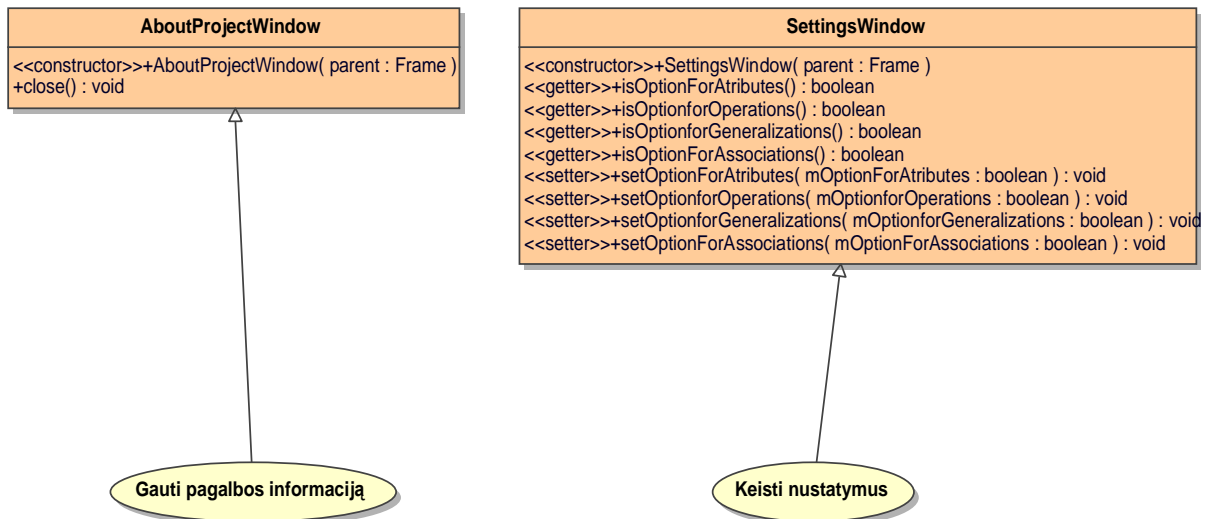 AboutProjectWindow
<<constructor>>+AboutProjectWindow( parent : Frame )
+close() : void
SettingsWindow
<<constructor>>+SettingsWindow( parent : Frame )
<<getter>>+isOptionForAtributes() : boolean
<<getter>>+isOptionforOperations() : boolean
<<getter>>+isOptionforGeneralizations() : boolean
<<getter>>+isOptionForAssociations() : boolean
<<setter>>+setOptionForAtributes( mOptionForAtributes : boolean ) : void
<<setter>>+setOptionforOperations( mOptionforOperations : boolean ) : void
<<setter>>+setOptionforGeneralizations( mOptionforGeneralizations : boolean ) : void
<<setter>>+setOptionForAssociations( mOptionForAssociations : boolean ) : void
Gauti pagalbos informaciją
Keisti nustatymus